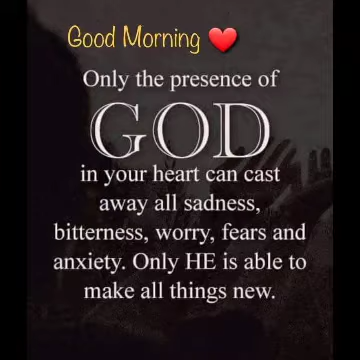 Good Morning ❤️
Only the presence of
GOD
in your heart can cast
away all sadness,
bitterness, worry, fears and
anxiety. Only HE is able to
make all things new.